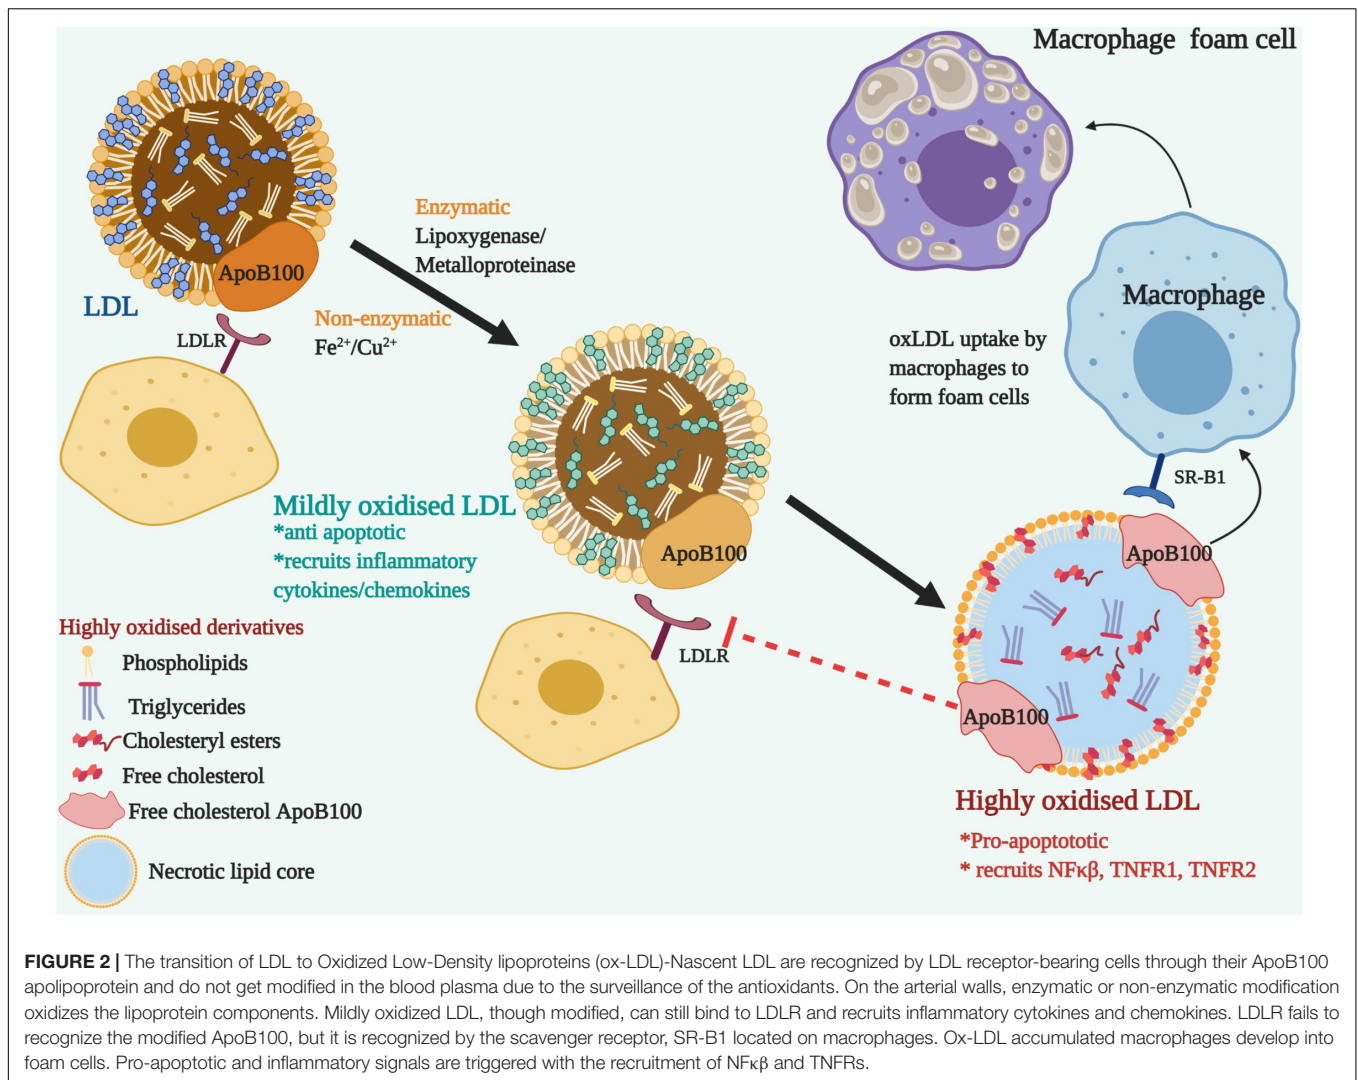 Macrophage foam cell
ApoB100
LDL
LDLR
Enzymatic
Lipoxygenase/
Metalloproteinase
Non-enzymatic
Fe²⁺/Cu²⁺
Macrophage
oxLDL uptake by
macrophages to
form foam cells
SR-B1
Mildly oxidised LDL
*anti apoptotic
*recruits inflammatory
cytokines/chemokines
ApoB100
LDLR
ApoB100
ApoB100
Highly oxidised LDL
*Pro-apoptototic
* recruits NFκβ, TNFR1, TNFR2
Highly oxidised derivatives
Phospholipids
Triglycerides
Cholesteryl esters
Free cholesterol
Free cholesterol ApoB100
Necrotic lipid core
FIGURE 2 | The transition of LDL to Oxidized Low-Density lipoproteins (ox-LDL)-Nascent LDL are recognized by LDL receptor-bearing cells through their ApoB100
apolipoprotein and do not get modified in the blood plasma due to the surveillance of the antioxidants. On the arterial walls, enzymatic or non-enzymatic modification
oxidizes the lipoprotein components. Mildly oxidized LDL, though modified, can still bind to LDLR and recruits inflammatory cytokines and chemokines. LDLR fails to
recognize the modified ApoB100, but it is recognized by the scavenger receptor, SR-B1 located on macrophages. Ox-LDL accumulated macrophages develop into
foam cells. Pro-apoptotic and inflammatory signals are triggered with the recruitment of NFκβ and TNFRs.